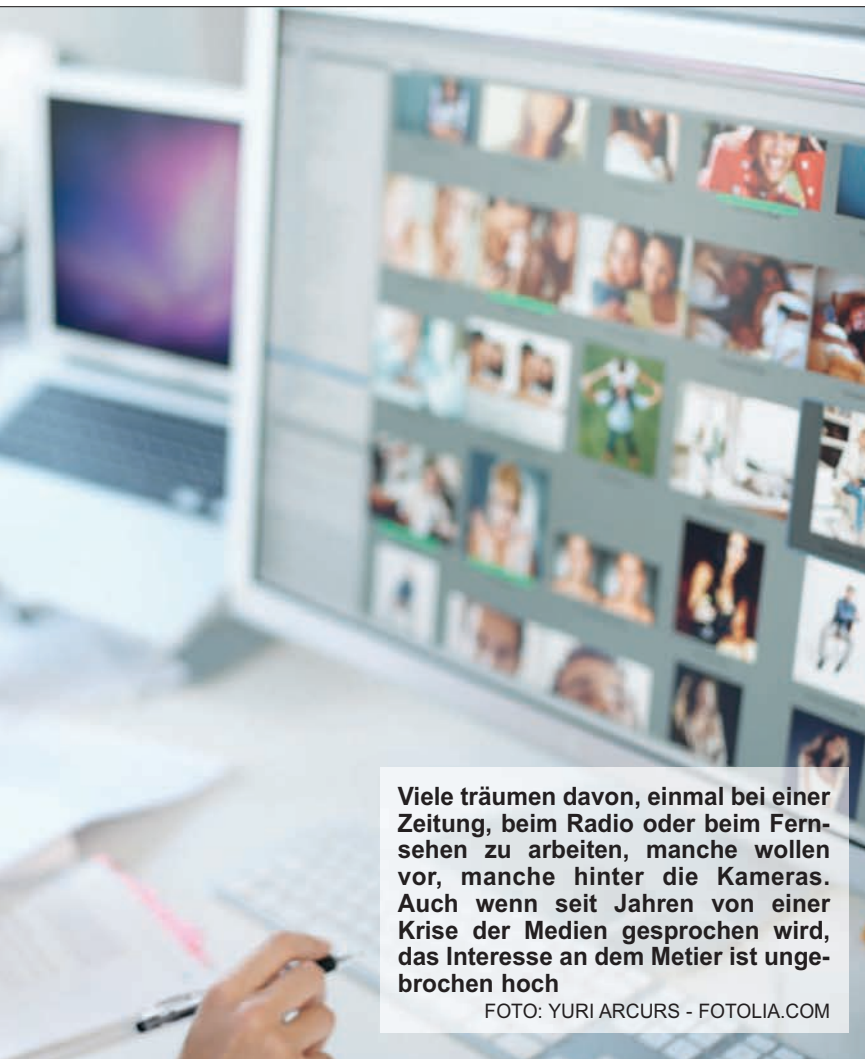 Viele träumen davon, einmal bei einer
Zeitung, beim Radio oder beim Fern-
sehen zu arbeiten, manche wollen
vor, manche hinter die Kameras.
Auch wenn seit Jahren von einer
Krise der Medien gesprochen wird,
das Interesse an dem Metier ist unge-
brochen hoch
FOTO: YURI ARCURS - FOTOLIA.COM